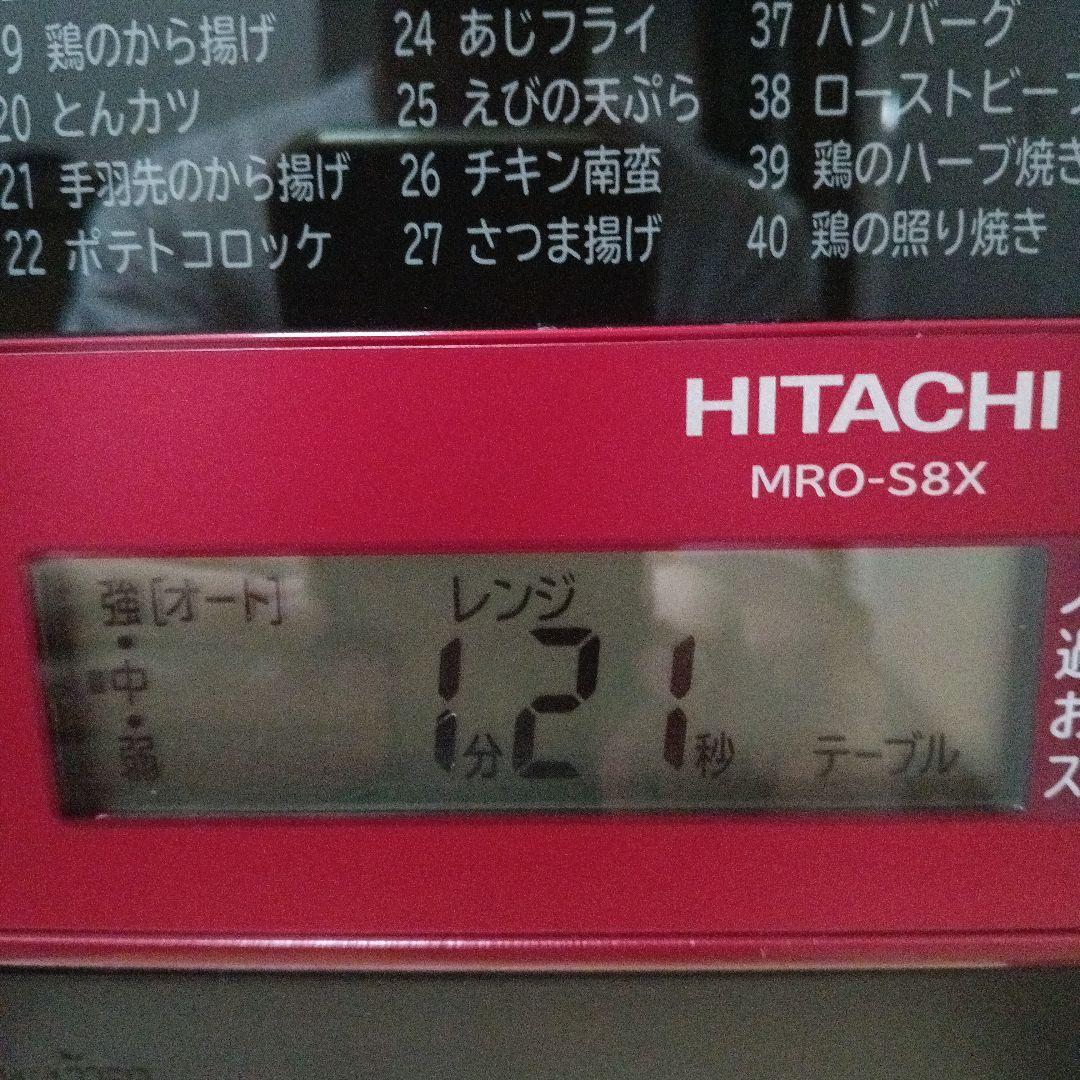 9 鶏のから揚げ
20 とんカツ
21 手羽先のから揚げ
22 ポテトコロッケ
24 あじフライ
25 えびの天ぷら
26 チキン南蛮
27 さつま揚げ
37 ハンバーグ
38 ローストビーフ
39 鶏のハーブ焼き
40 鶏の照り焼き
HITACHI
MRO-S8X
強[オート]
・
中
・
弱
レンジ
1分21秒
テーブル
過
お
ス